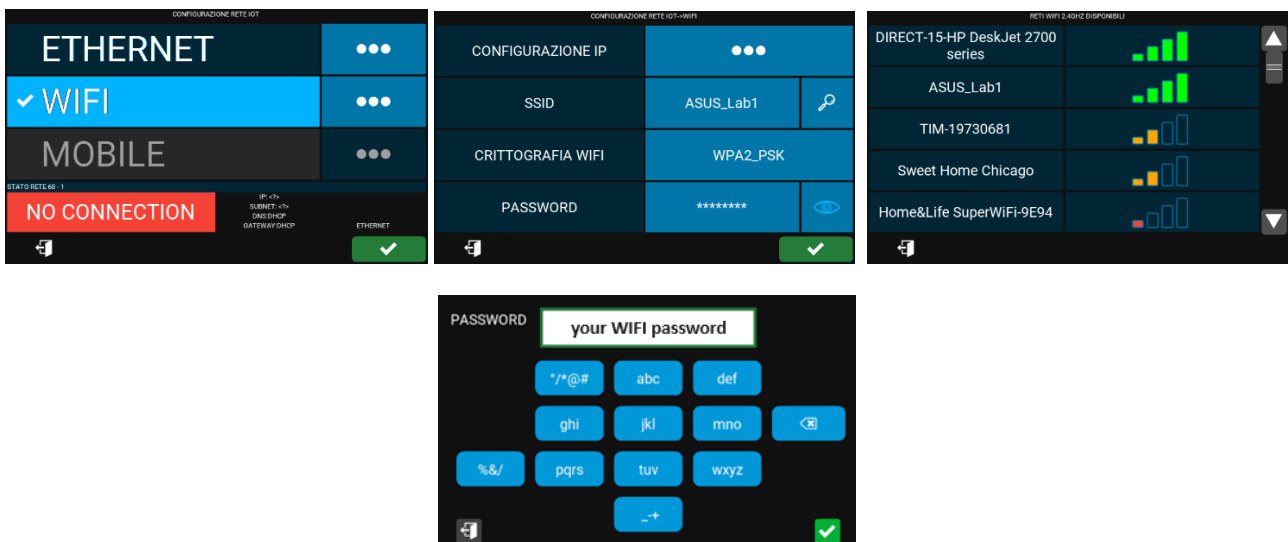 CONFIGURAZIONE RETE IOT
ETHERNET
WIFI
MOBILE
STATO RETE 68 - 1
NO CONNECTION
IP: <?>
SUBNET: <?>
DNS:DHCP
GATEWAY:DHCP
ETHERNET
CONFIGURAZIONE RETE IOT->WIFI
CONFIGURAZIONE IP
SSID
ASUS_Lab1
CRITTOGRAFIA WIFI
WPA2_PSK
PASSWORD
********
RETI WIFI 2.4GHZ DISPONIBILI
DIRECT-15-HP DeskJet 2700
series
ASUS_Lab1
TIM-19730681
Sweet Home Chicago
Home&Life SuperWiFi-9E94
PASSWORD
your WIFI password
"/*@#
abc
def
ghi
jkl
mno
%&/
pqrs
tuv
wxyz
_-+